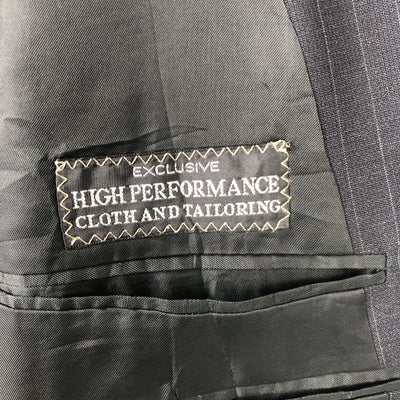 EXCLUSIVE
HIGH PERFORMANCE
CLOTH AND TAILORING